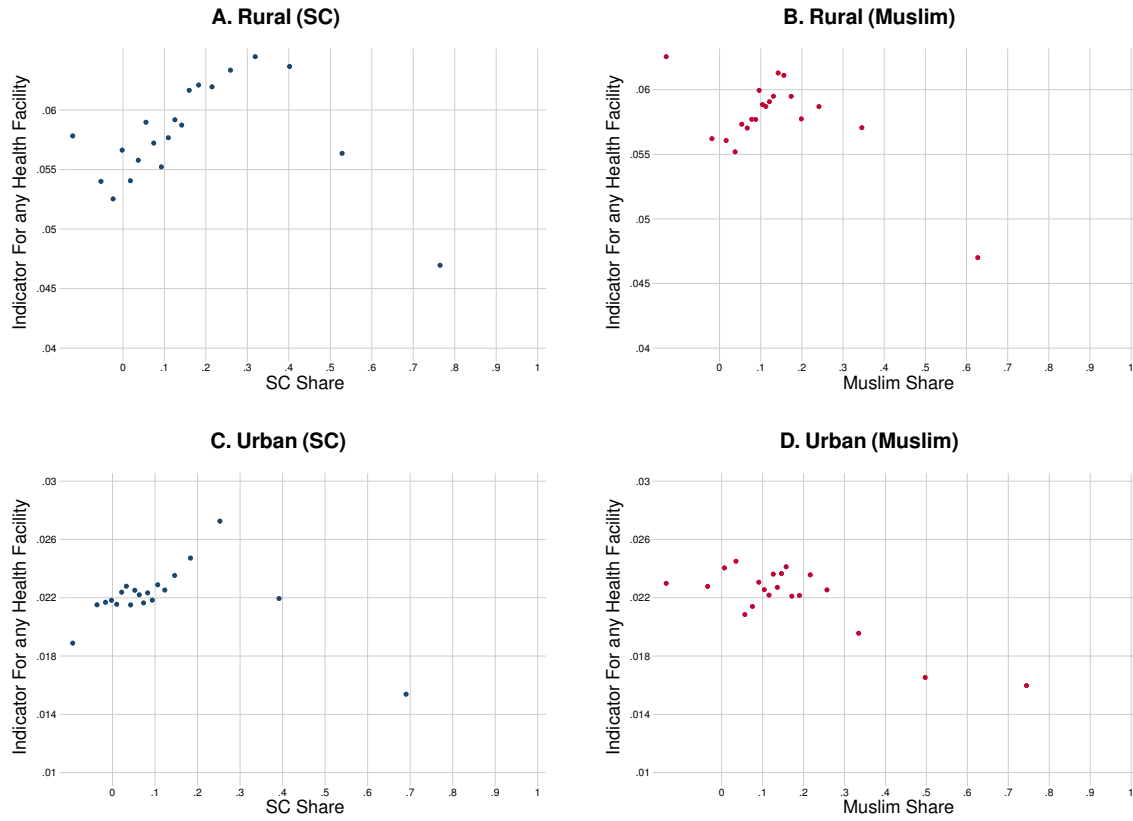 A. Rural (SC)
Indicator For any Health Facility
.06
.055
.05
.045
.04
0 .1 .2 .3 .4 .5 .6 .7 .8 .9 1
SC Share
B. Rural (Muslim)
Indicator For any Health Facility
.06
.055
.05
.045
.04
0 .1 .2 .3 .4 .5 .6 .7 .8 .9 1
Muslim Share
C. Urban (SC)
Indicator For any Health Facility
.03
.026
.022
.018
.014
.01
0 .1 .2 .3 .4 .5 .6 .7 .8 .9 1
SC Share
D. Urban (Muslim)
Indicator For any Health Facility
.03
.026
.022
.018
.014
.01
0 .1 .2 .3 .4 .5 .6 .7 .8 .9 1
Muslim Share